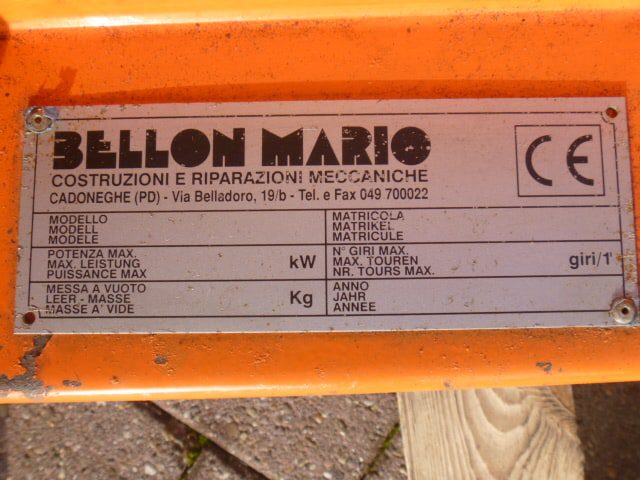 BELLON MARIO
COSTRUZIONI E RIPARAZIONI MECCANICHE
CADONEGHE (PD) - Via Belladoro, 19/b - Tel. e Fax 049 700022
CE
MODELLO
MODELL
MODELE
MATRICOLA
MATRIKEL
MATRICULE
POTENZA MAX.
MAX. LEISTUNG
PUISSANCE MAX
kW
N° GIRI MAX.
MAX. TOUREN
NR. TOURS MAX.
giri/1'
MESSA A VUOTO
LEER - MASSE
MASSE A' VIDE
Kg
ANNO
JAHR
ANNEE